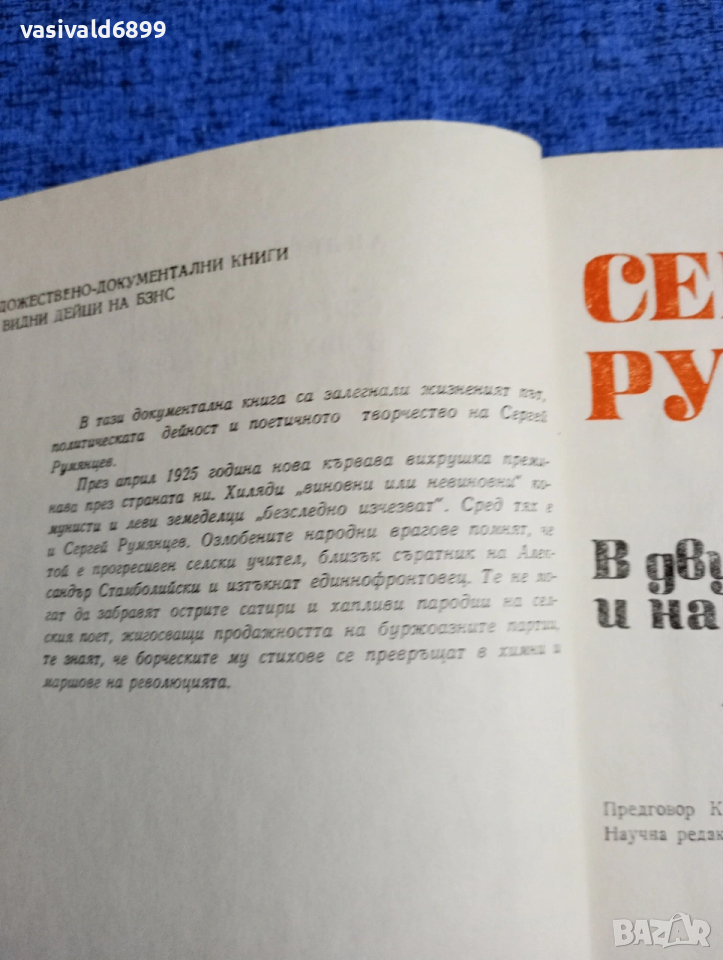 vasivald6899
ДОЖЕСТВЕНО-ДОКУМЕНТАЛНИ КНИГИ
ВИДНИ ДЕЙЦИ НА БЗНС
В тази документална книга са залегнали жизненият път,
политическата дейност и поетичното творчество на Сергей
Румянцев.
През април 1925 година нова кървава вихрушка преми-
нава през страната ни. Хиляди „виновни или невиновни“ ко-
мунисти и леви земеделци „безследно изчезват“. Сред тях е
и Сергей Румянцев. Озлобените народни врагове помнят, че
той е прогресивен селски учител, близък съратник на Алек-
сандър Стамболийски и изтъкнат единнофронтовец. Те не мо-
гат да забравят острите сатири и хапливи пародии на сел-
ския поет, жигосващи продажността на буржоазните партии,
те знаят, че борческите му стихове се превръщат в химни и
маршове на революцията.
СЕ
РУ
В дву
и на
Предговор К
Научна редак
BAZAR